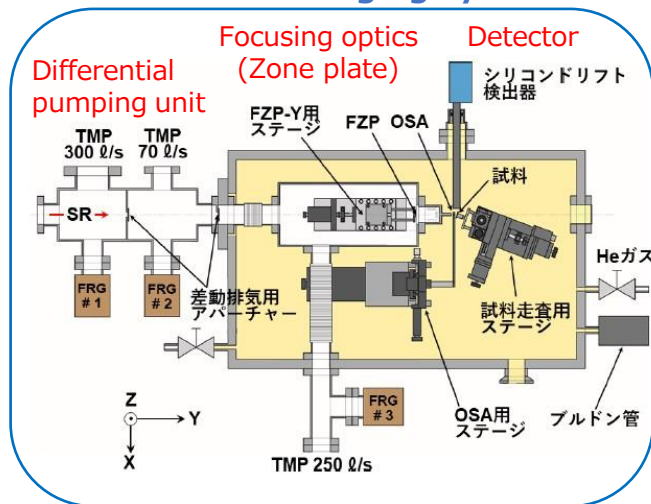 Focusing optics
(Zone plate)
Detector
Differential
pumping unit
シリコンドリフト
検出器
FZP-Y用
ステージ
FZP
OSA
TMP
300 ℓ/s
TMP
70 ℓ/s
試料
SR
Heガス
FRG
# 1
FRG
# 2
差動排気用
アパーチャー
試料走査用
ステージ
Z
Y
X
FRG
#3
OSA用
ステージ
ブルドン管
TMP 250 ℓ/s